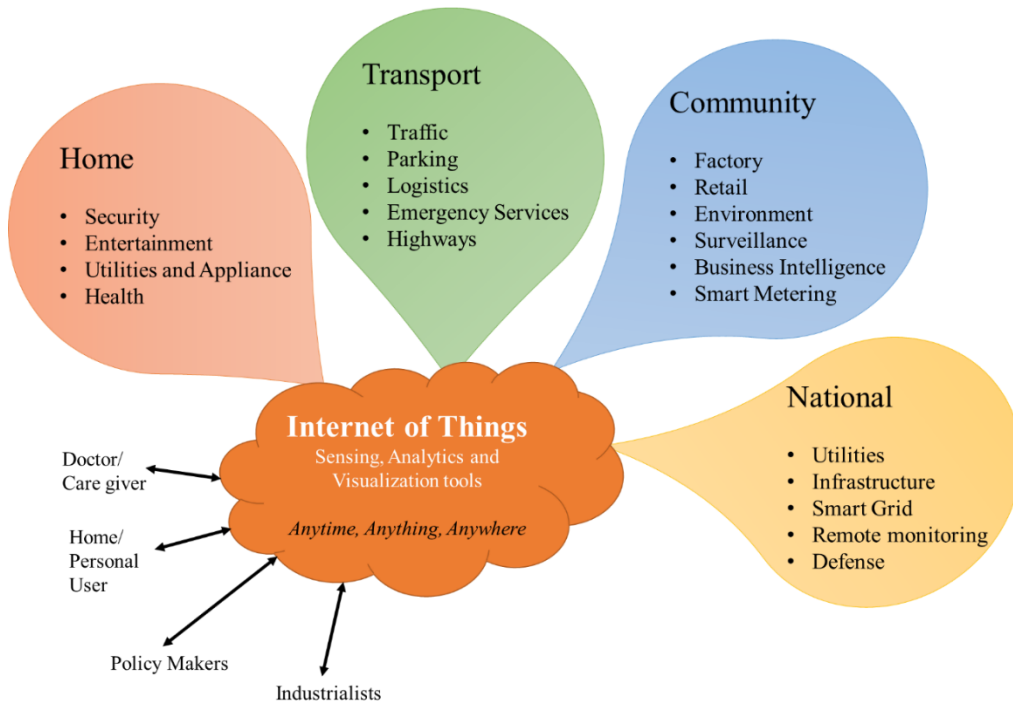 Home
• Security
• Entertainment
• Utilities and Appliance
• Health
Transport
• Traffic
• Parking
• Logistics
• Emergency Services
• Highways
Community
• Factory
• Retail
• Environment
• Surveillance
• Business Intelligence
• Smart Metering
National
• Utilities
• Infrastructure
• Smart Grid
• Remote monitoring
• Defense
Internet of Things
Sensing, Analytics and
Visualization tools
Anytime, Anything, Anywhere
Doctor/
Care giver
Home/
Personal
User
Policy Makers
Industrialists